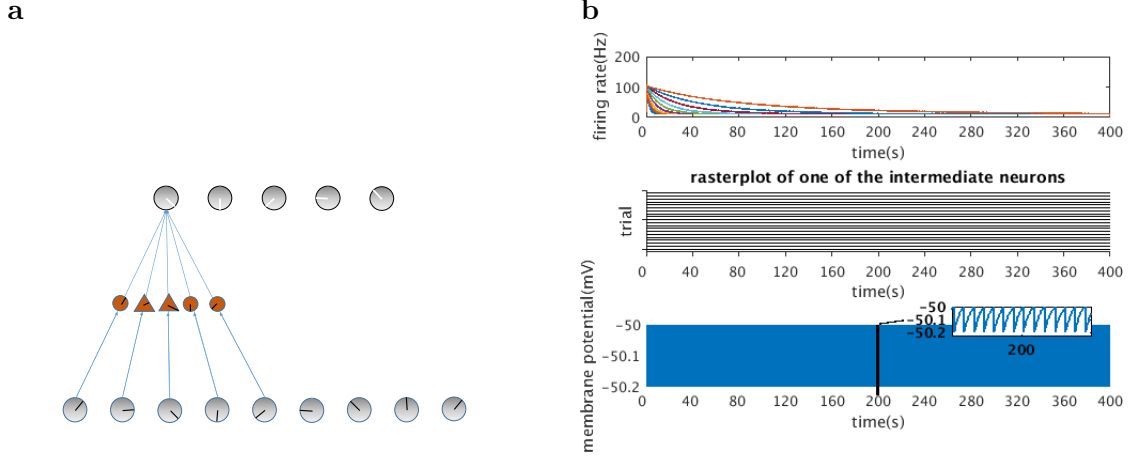 a
b
firing rate(Hz)
200
100
0
0 40 80 120 160 200 240 280 320 360 400
time(s)
rasterplot of one of the intermediate neurons
trial
0 40 80 120 160 200 240 280 320 360 400
time(s)
membrane potential(mV)
-50
-50.1
-50.2
-50
-50.1
-50.2
200
0 40 80 120 160 200 240 280 320 360 400
time(s)